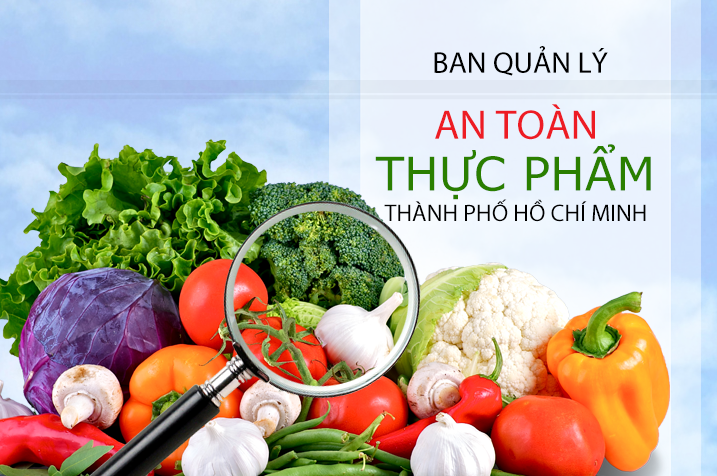 BAN QUẢN LÝ
AN TOÀN
THỰC PHẨM
THÀNH PHỐ HỒ CHÍ MINH